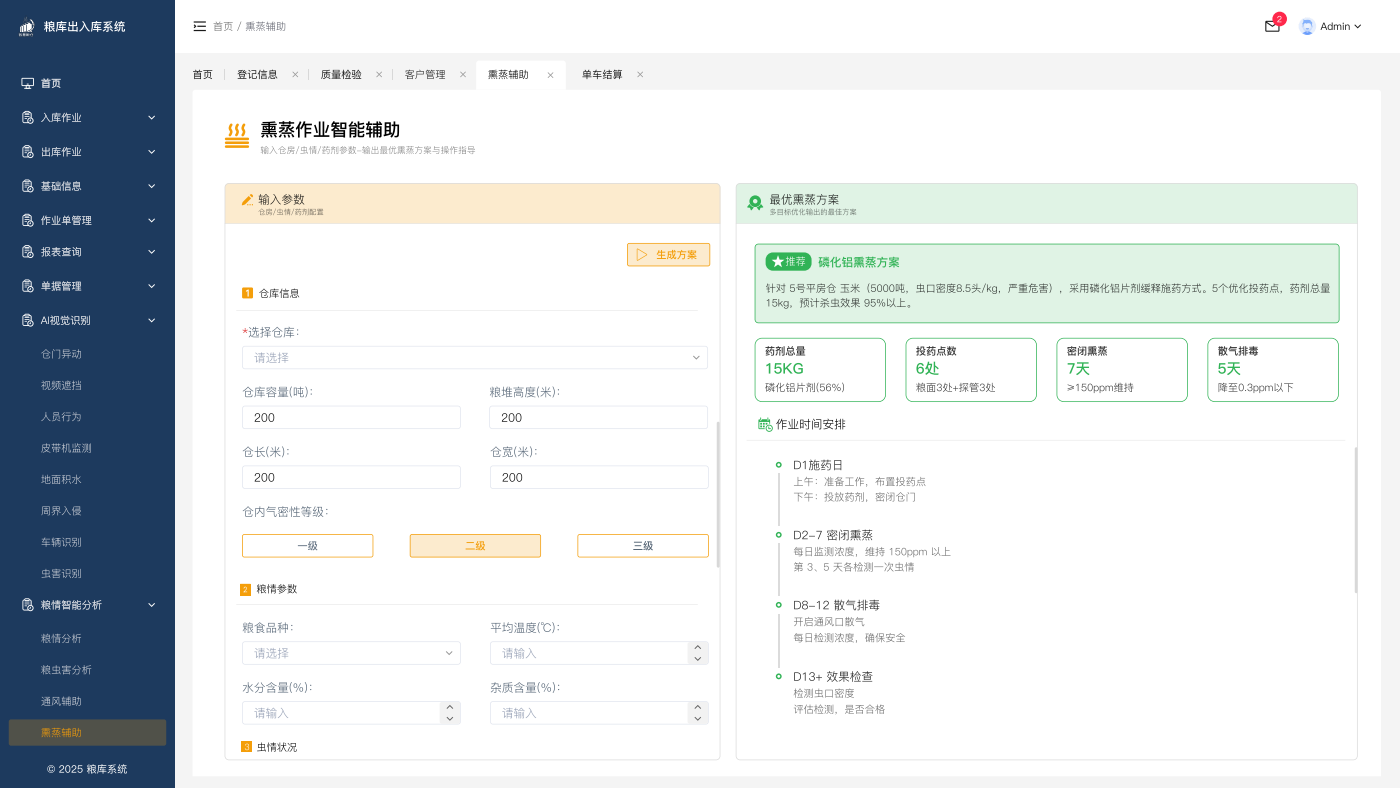 粮库出入库系统
首页
入库作业
出库作业
基础信息
作业单管理
报表查询
单据管理
AI视觉识别
仓门异动
视频遮挡
人员行为
皮带机监测
地面积水
周界入侵
车辆识别
虫害识别
粮情智能分析
粮情分析
粮虫害分析
通风辅助
熏蒸辅助
© 2025 粮库系统
首页 / 熏蒸辅助
2
Admin
首页 登记信息 × 质量检验 × 客户管理 × 熏蒸辅助 × 单车结算 ×
熏蒸作业智能辅助
输入仓房/虫情/药剂参数-输出最优熏蒸方案与操作指导
输入参数
仓房/虫情/药剂配置
生成方案
1 仓库信息
*选择仓库:
请选择
仓库容量(吨): 粮堆高度(米):
200 200
仓长(米): 仓宽(米):
200 200
仓内气密性等级:
一级 二级 三级
2 粮情参数
粮食品种: 平均温度(℃):
请选择 请输入
水分含量(%): 杂质含量(%):
请输入 请输入
3 虫情状况
最优熏蒸方案
多目标优化输出的最佳方案
推荐 磷化铝熏蒸方案
针对 5号平房仓 玉米（5000吨，虫口密度8.5头/kg，严重危害），采用磷化铝片剂缓释施药方式。5个优化投药点，药剂总量
15kg，预计杀虫效果 95%以上。
药剂总量 投药点数 密闭熏蒸 散气排毒
15KG 6处 7天 5天
磷化铝片剂(56%) 粮面3处+探管3处 ≥150ppm维持 降至0.3ppm以下
作业时间安排
D1施药日
上午：准备工作，布置投药点
下午：投放药剂，密闭仓门
D2-7 密闭熏蒸
每日监测浓度，维持 150ppm 以上
第 3、5 天各检测一次虫情
D8-12 散气排毒
开启通风口散气
每日检测浓度，确保安全
D13+ 效果检查
检测虫口密度
评估检测，是否合格